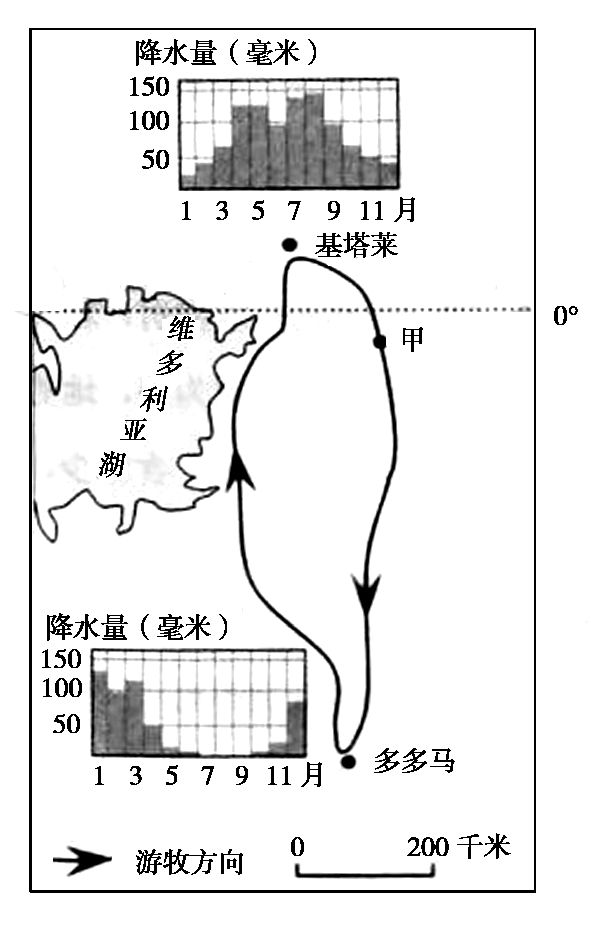 降水量（毫米）
150
100
50
1 3 5 7 9 11 月
基塔莱
0°
甲
维多利亚湖
降水量（毫米）
150
100
50
1 3 5 7 9 11 月
多多马
游牧方向
0 200 千米